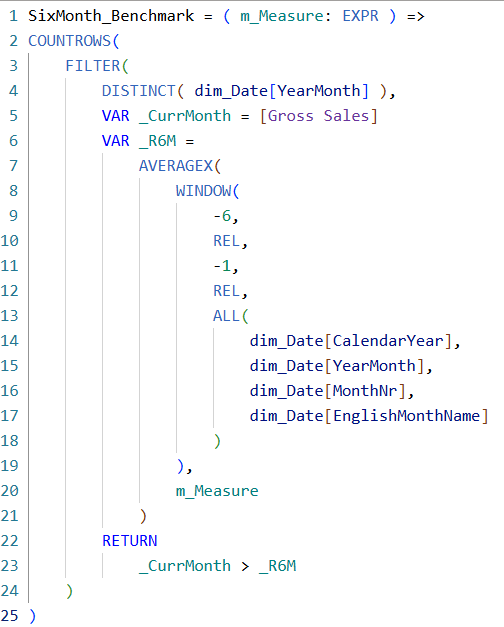 1 SixMonth_Benchmark = ( m_Measure: EXPR ) =>
2 COUNTROWS(
3 FILTER(
4 DISTINCT( dim_Date[YearMonth] ),
5 VAR _CurrMonth = [Gross Sales]
6 VAR _R6M =
7 AVERAGEX(
8 WINDOW(
9 -6,
10 REL,
11 -1,
12 REL,
13 ALL(
14 dim_Date[CalendarYear],
15 dim_Date[YearMonth],
16 dim_Date[MonthNr],
17 dim_Date[EnglishMonthName]
18 )
19 ),
20 m_Measure
21 )
22 RETURN
23 _CurrMonth > _R6M
24 )
25 )